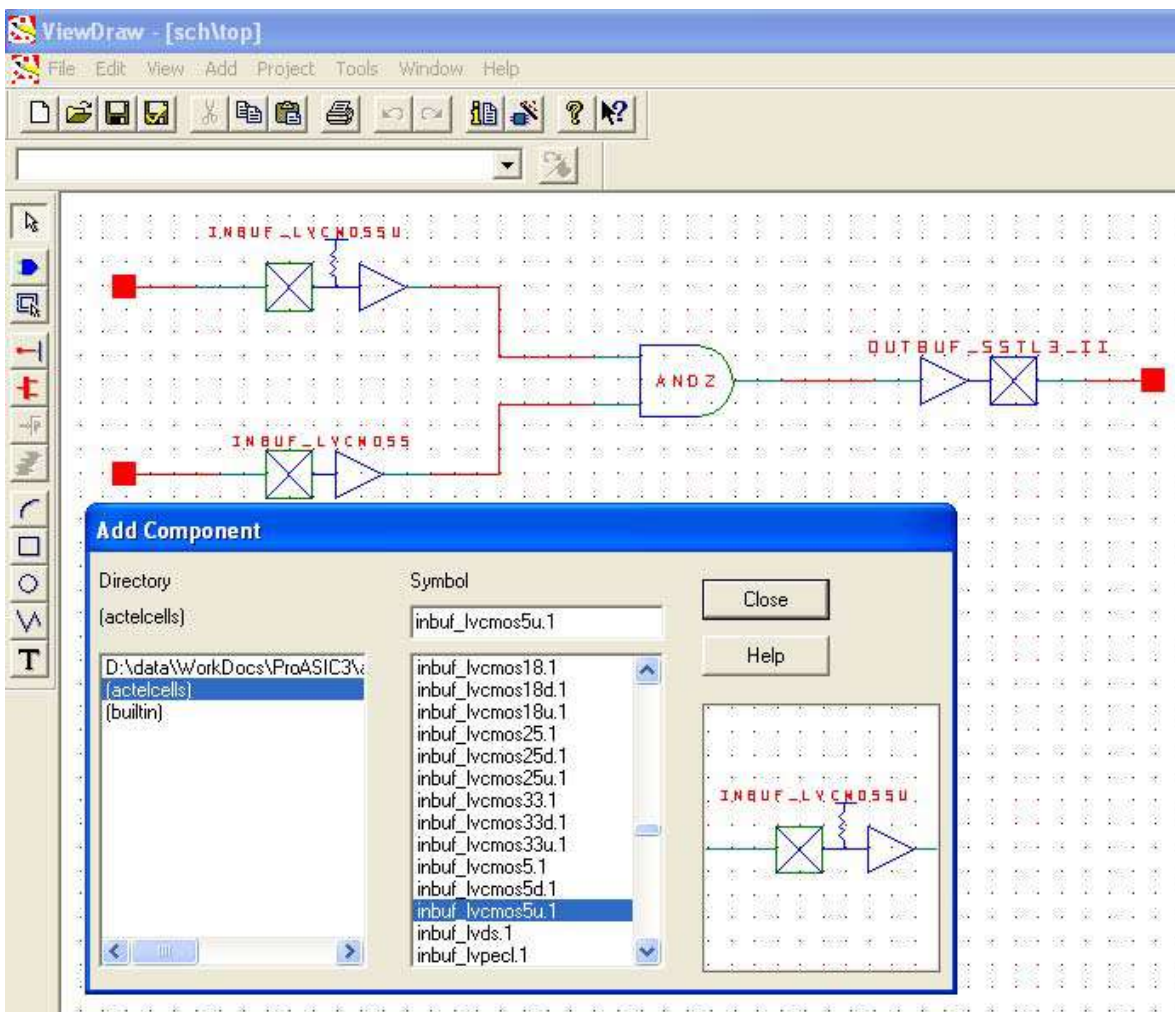 ViewDraw - [sch\top]
File Edit View Add Project Tools Window Help
INBUF_LVCMOS5U
OUTBUF_SSTL3_II
AND2
INBUF_LVCMOS5
T
Add Component
Directory
Symbol
Close
(actelcells)
inbuf_lvcmos5u.1
Help
D:\data\WorkDocs\ProASIC3\a
(actelcells)
(builtin)
inbuf_lvcmos18.1
inbuf_lvcmos18d.1
inbuf_lvcmos18u.1
inbuf_lvcmos25.1
inbuf_lvcmos25d.1
inbuf_lvcmos25u.1
inbuf_lvcmos33.1
inbuf_lvcmos33d.1
inbuf_lvcmos33u.1
inbuf_lvcmos5.1
inbuf_lvcmos5d.1
inbuf_lvcmos5u.1
inbuf_lvds.1
inbuf_lvpecl.1
INBUF_LVCMOS5U